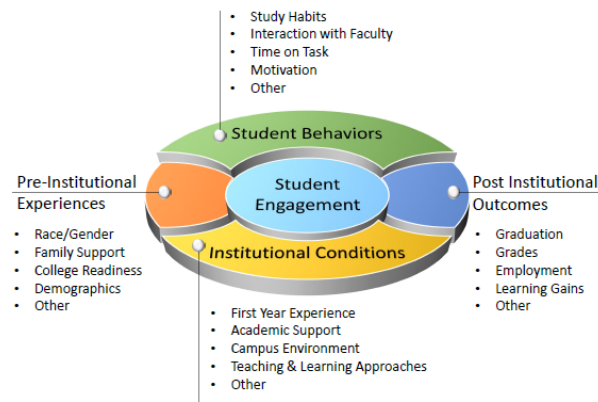 • Study Habits
• Interaction with Faculty
• Time on Task
• Motivation
• Other
Student Behaviors
Pre-Institutional
Experiences
• Race/Gender
• Family Support
• College Readiness
• Demographics
• Other
Student
Engagement
Post Institutional
Outcomes
• Graduation
• Grades
• Employment
• Learning Gains
• Other
Institutional Conditions
• First Year Experience
• Academic Support
• Campus Environment
• Teaching & Learning Approaches
• Other